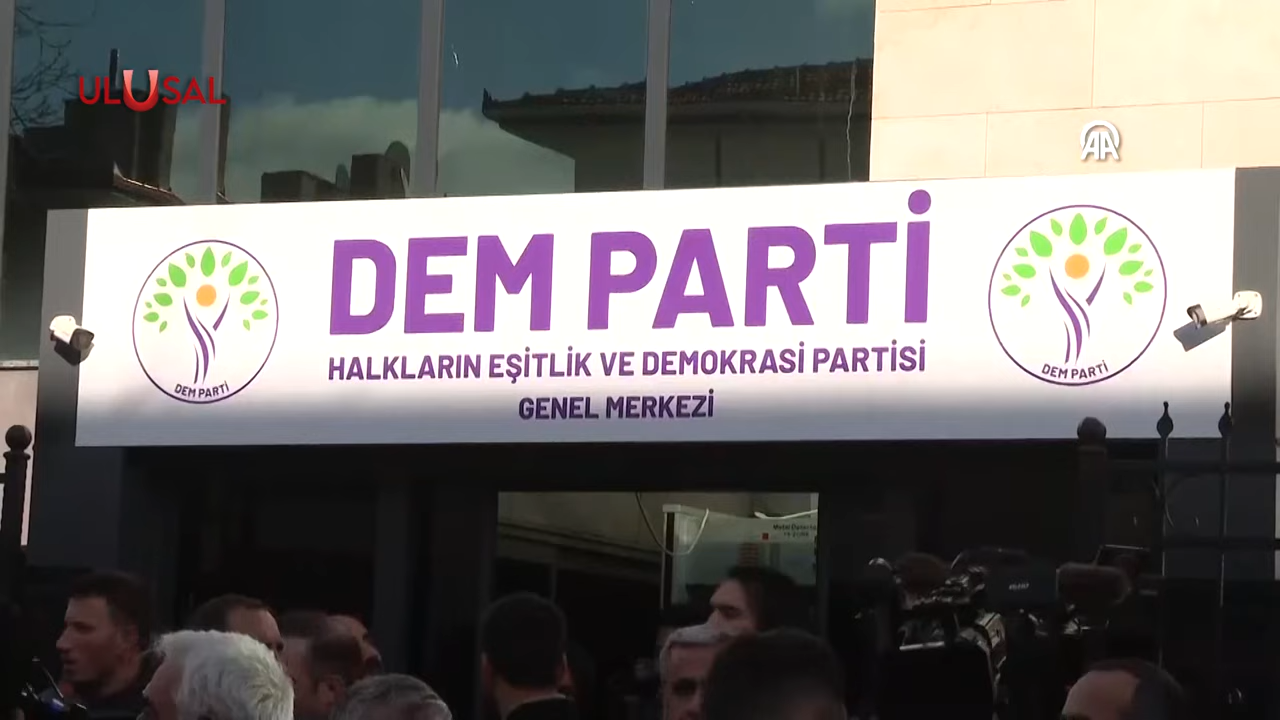 ULUSAL
AA
DEM PARTİ
HALKLARIN EŞİTLİK VE DEMOKRASİ PARTİSİ
GENEL MERKEZİ
DEM PARTİ
DEM PARTİ